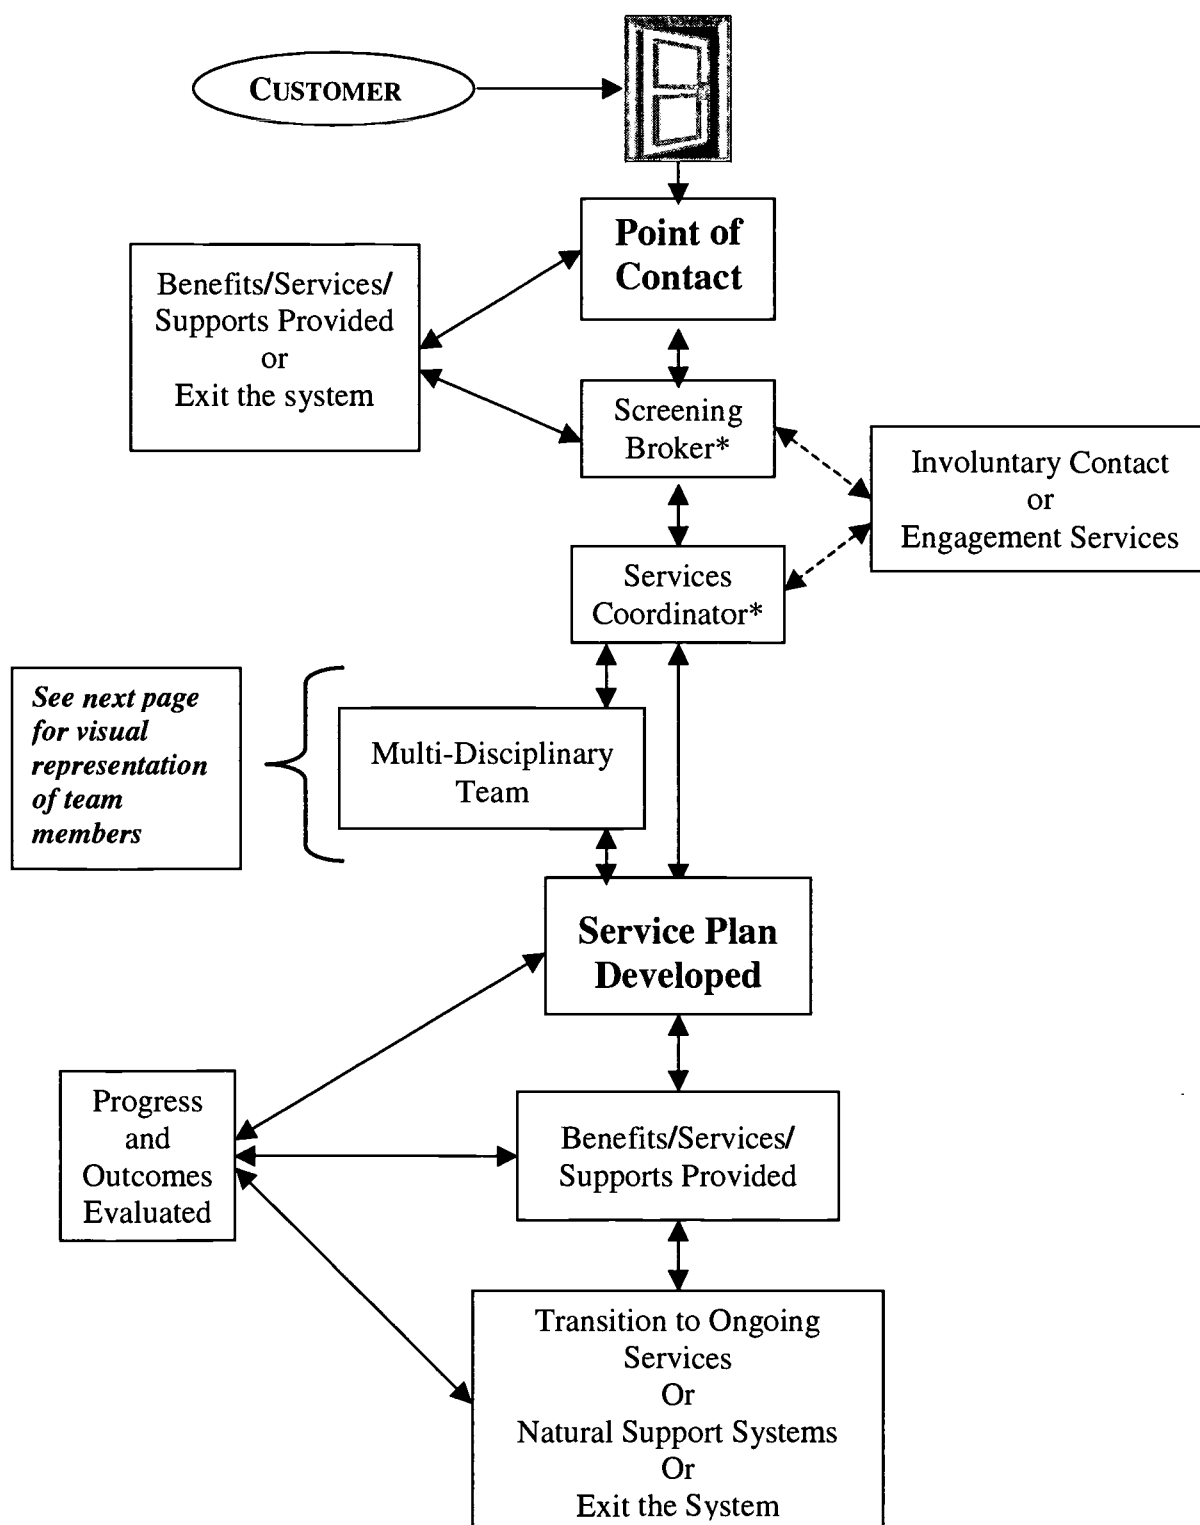 CUSTOMER
Point of
Contact
Benefits/Services/
Supports Provided
or
Exit the system
Screening
Broker*
Involuntary Contact
or
Engagement Services
Services
Coordinator*
See next page
for visual
representation
of team
members
Multi-Disciplinary
Team
Service Plan
Developed
Progress
and
Outcomes
Evaluated
Benefits/Services/
Supports Provided
Transition to Ongoing
Services
Or
Natural Support Systems
Or
Exit the System